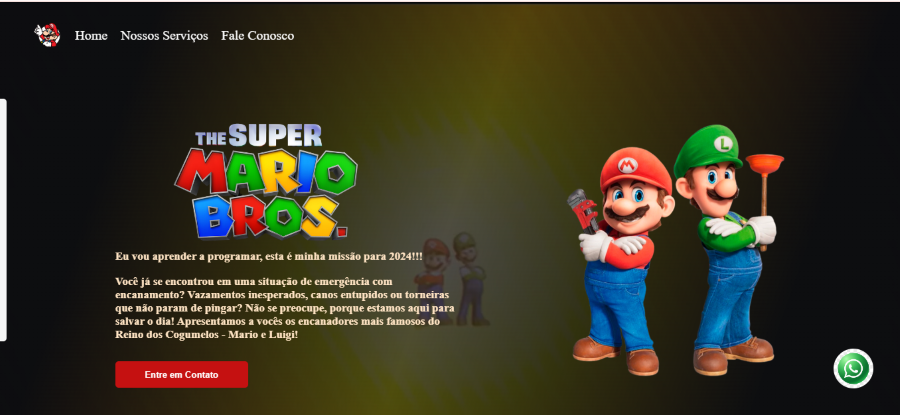 Home Nossos Serviços Fale Conosco
THE SUPER
MARIO
BROS.
Eu vou aprender a programar, esta é minha missão para 2024!!!
Você já se encontrou em uma situação de emergência com
encanamento? Vazamentos inesperados, canos entupidos ou torneiras
que não param de pingar? Não se preocupe, porque estamos aqui para
salvar o dia! Apresentamos a vocês os encanadores mais famosos do
Reino dos Cogumelos - Mario e Luigi!
Entre em Contato
M
L